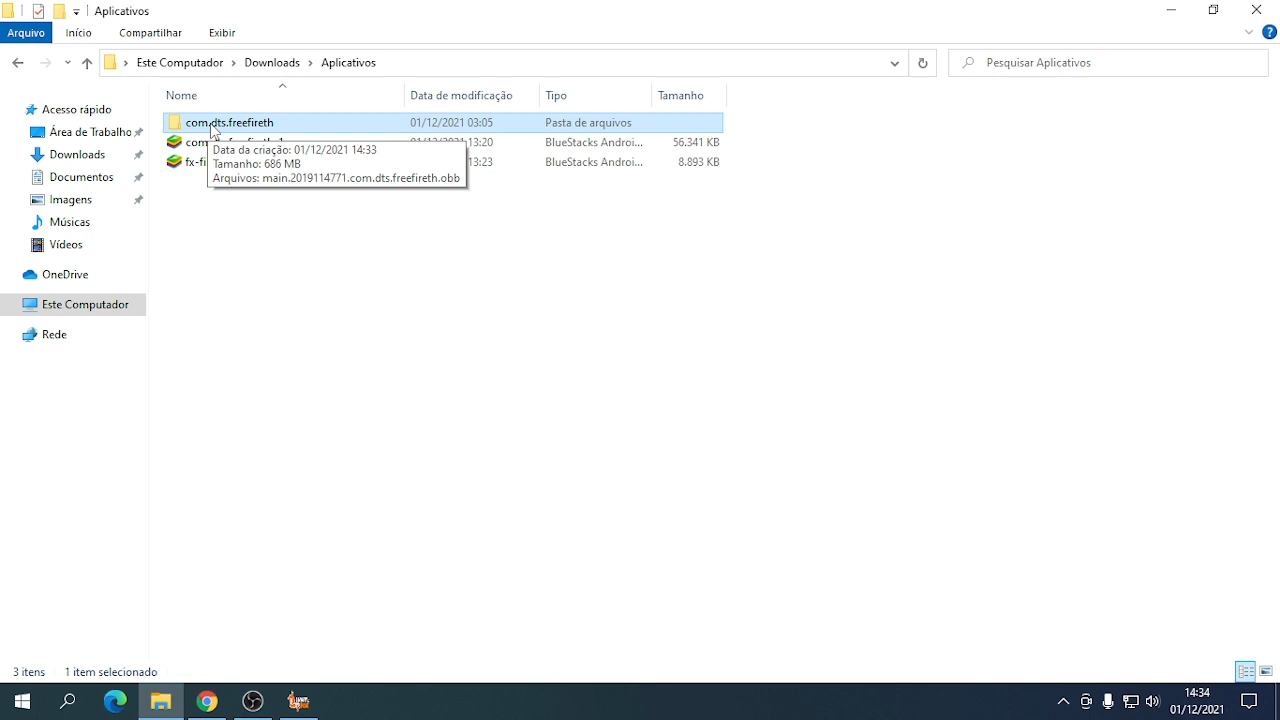 Aplicativos
Arquivo Início Compartilhar Exibir
Este Computador Downloads Aplicativos
Pesquisar Aplicativos
Nome Data de modificação Tipo Tamanho
Acesso rápido
Área de Trabalho
Downloads
Documentos
Imagens
Músicas
Vídeos
OneDrive
Este Computador
Rede
com.dts.freefireth 01/12/2021 03:05 Pasta de arquivos
13:20 BlueStacks Androi... 56.341 KB
13:23 BlueStacks Androi... 8.893 KB
Data da criação: 01/12/2021 14:33
Tamanho: 686 MB
Arquivos: main.2019114771.com.dts.freefireth.obb
3 itens 1 item selecionado
14:34
01/12/2021